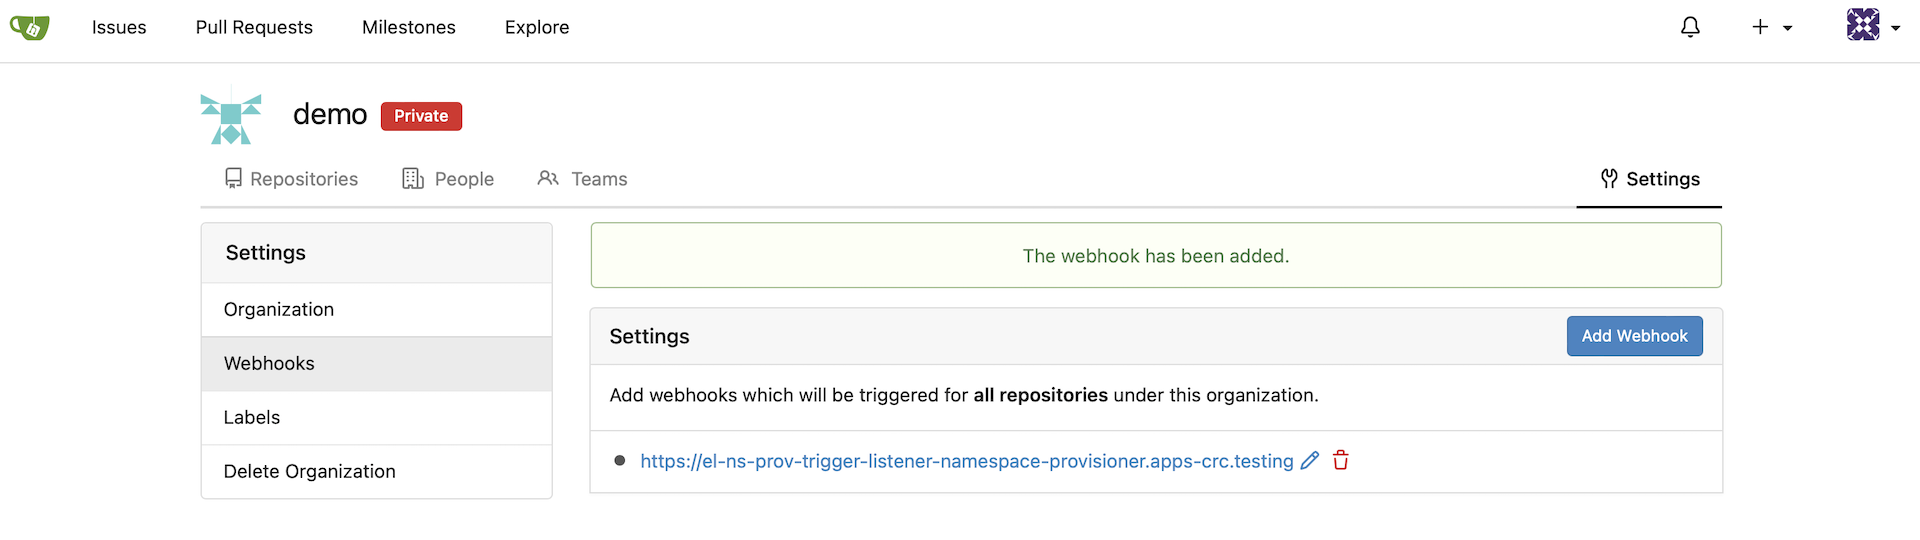 Issues Pull Requests Milestones Explore
demo Private
Repositories People Teams Settings
Settings
Organization
Webhooks
Labels
Delete Organization
The webhook has been added.
Settings Add Webhook
Add webhooks which will be triggered for all repositories under this organization.
https://el-ns-prov-trigger-listener-namespace-provisioner.apps-crc.testing